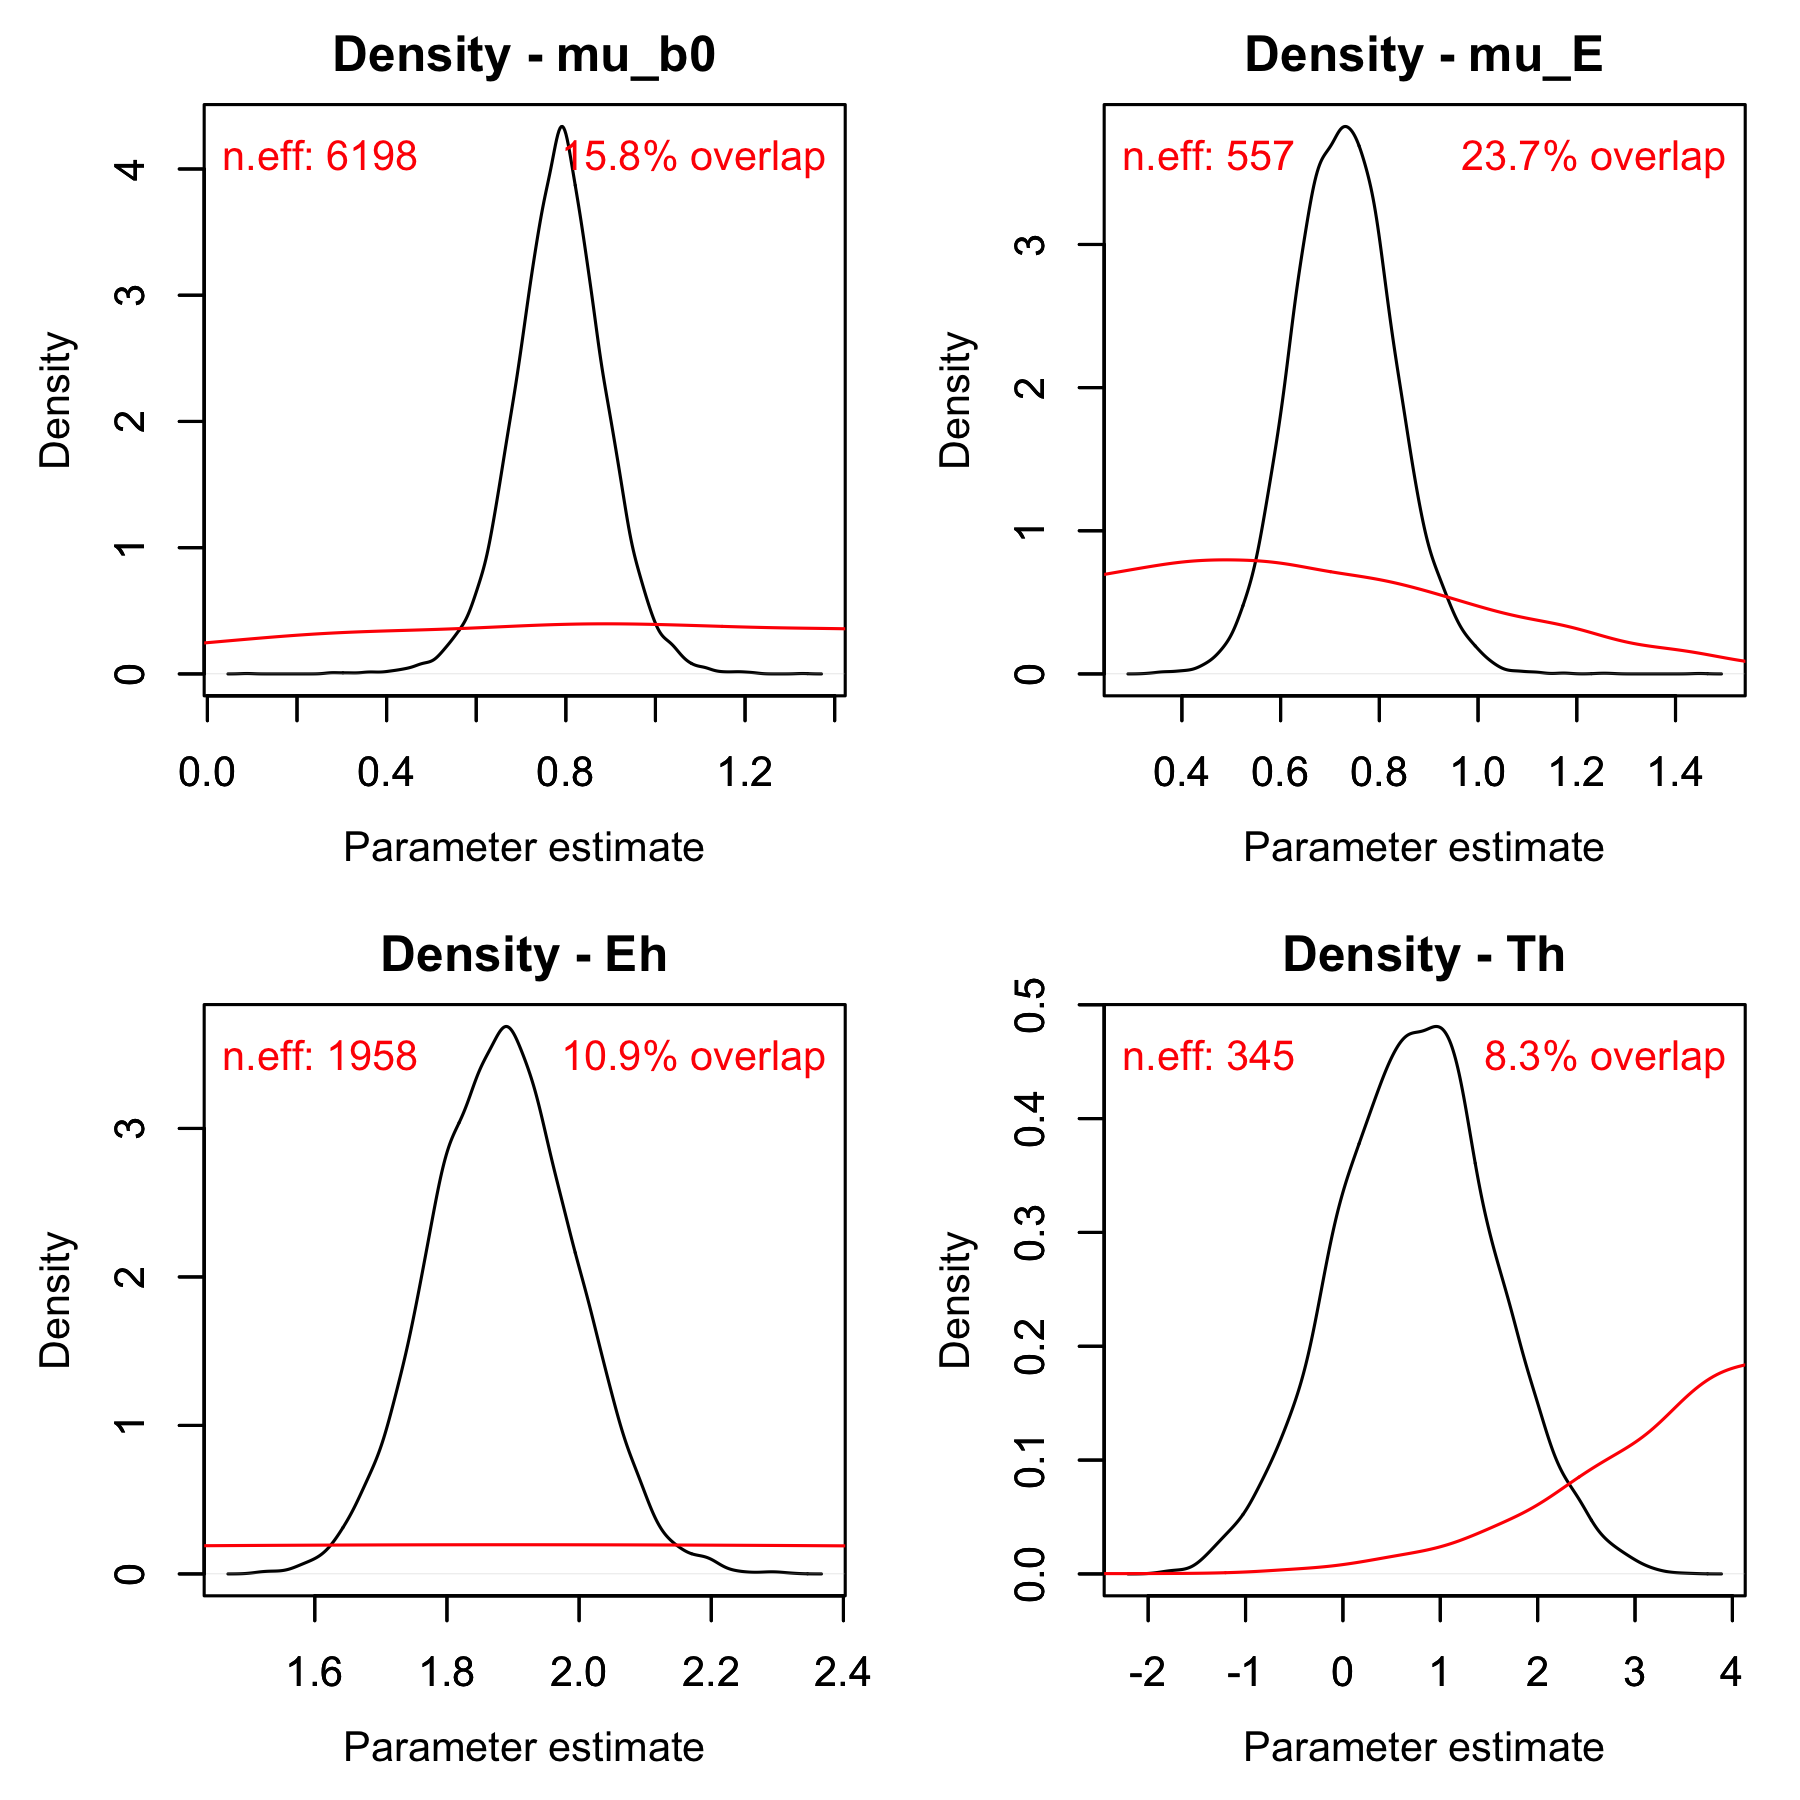 Density - mu_b0
n.eff: 6198
15.8% overlap
Density
0
1
2
3
4
0.0
0.4
0.8
1.2
Parameter estimate
Density - mu_E
n.eff: 557
23.7% overlap
Density
0
1
2
3
0.4
0.6
0.8
1.0
1.2
1.4
Parameter estimate
Density - Eh
n.eff: 1958
10.9% overlap
Density
0
1
2
3
1.6
1.8
2.0
2.2
2.4
Parameter estimate
Density - Th
n.eff: 345
8.3% overlap
Density
0.0
0.1
0.2
0.3
0.4
0.5
-2
-1
0
1
2
3
4
Parameter estimate